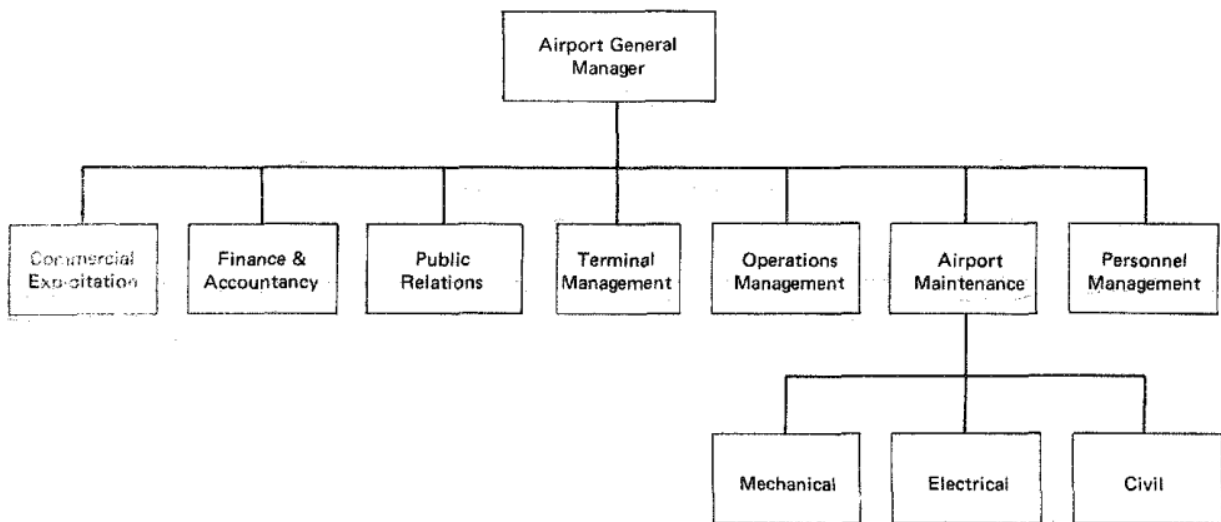 Airport General
Manager
Commercial
Exploitation
Finance &
Accountancy
Public
Relations
Terminal
Management
Operations
Management
Airport
Maintenance
Personnel
Management
Mechanical
Electrical
Civil